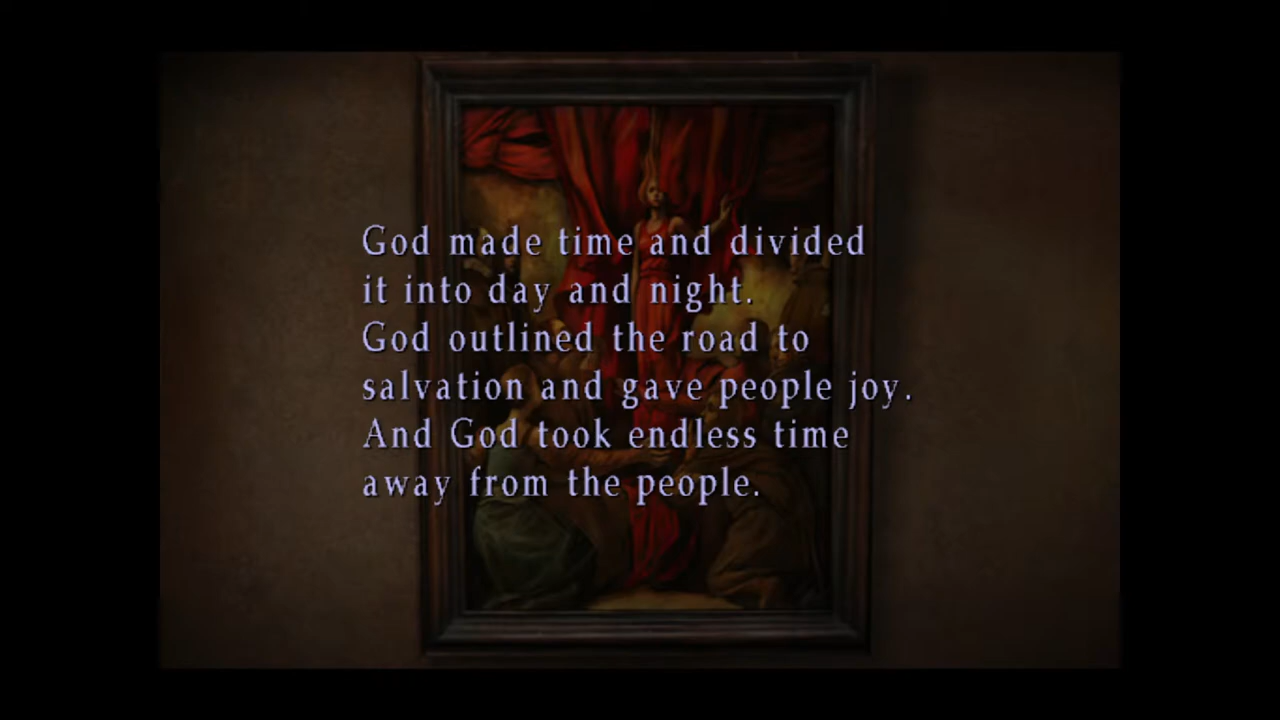 God made time and divided
it into day and night.
God outlined the road to
salvation and gave people joy.
And God took endless time
away from the people.